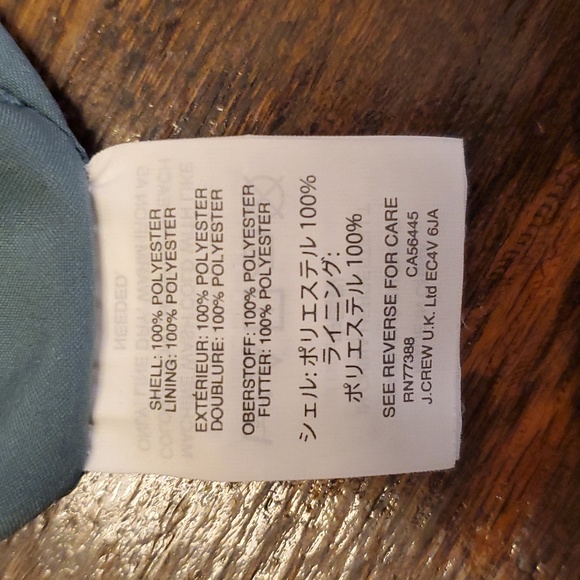 SHELL: 100% POLYESTER
LINING: 100% POLYESTER
EXTÉRIEUR: 100% POLYESTER
DOUBLURE: 100% POLYESTER
OBERSTOFF: 100% POLYESTER
FUTTER: 100% POLYESTER
シェル: ポリエステル 100%
ライニング:
ポリエステル 100%
SEE REVERSE FOR CARE
RN77388 CA56445
J.CREW U.K. Ltd EC4V 6JA